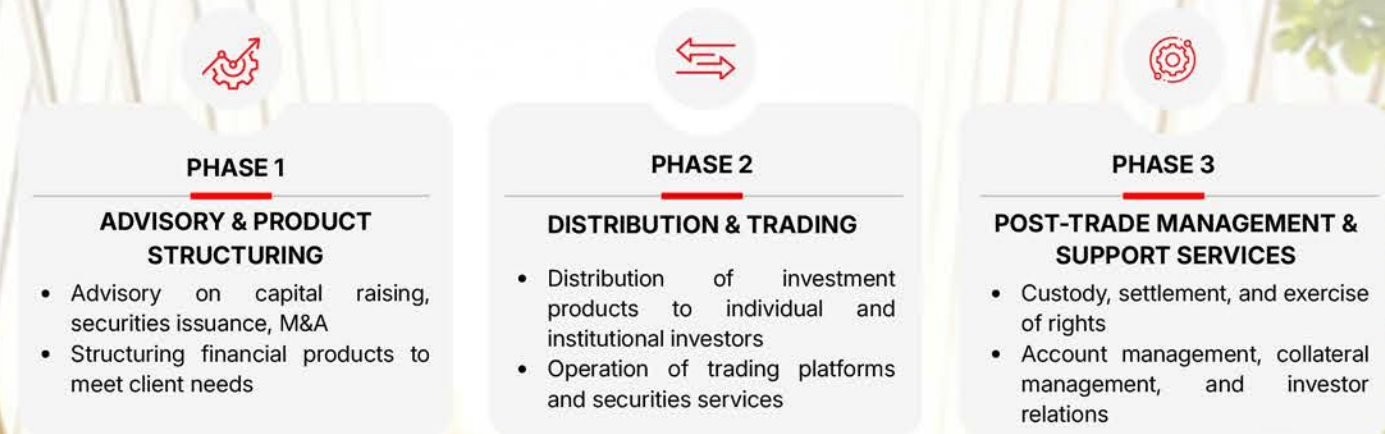 PHASE 1
ADVISORY & PRODUCT
STRUCTURING
• Advisory on capital raising,
securities issuance, M&A
• Structuring financial products to
meet client needs
PHASE 2
DISTRIBUTION & TRADING
• Distribution of investment
products to individual and
institutional investors
• Operation of trading platforms
and securities services
PHASE 3
POST-TRADE MANAGEMENT &
SUPPORT SERVICES
• Custody, settlement, and exercise
of rights
• Account management, collateral
management, and investor
relations